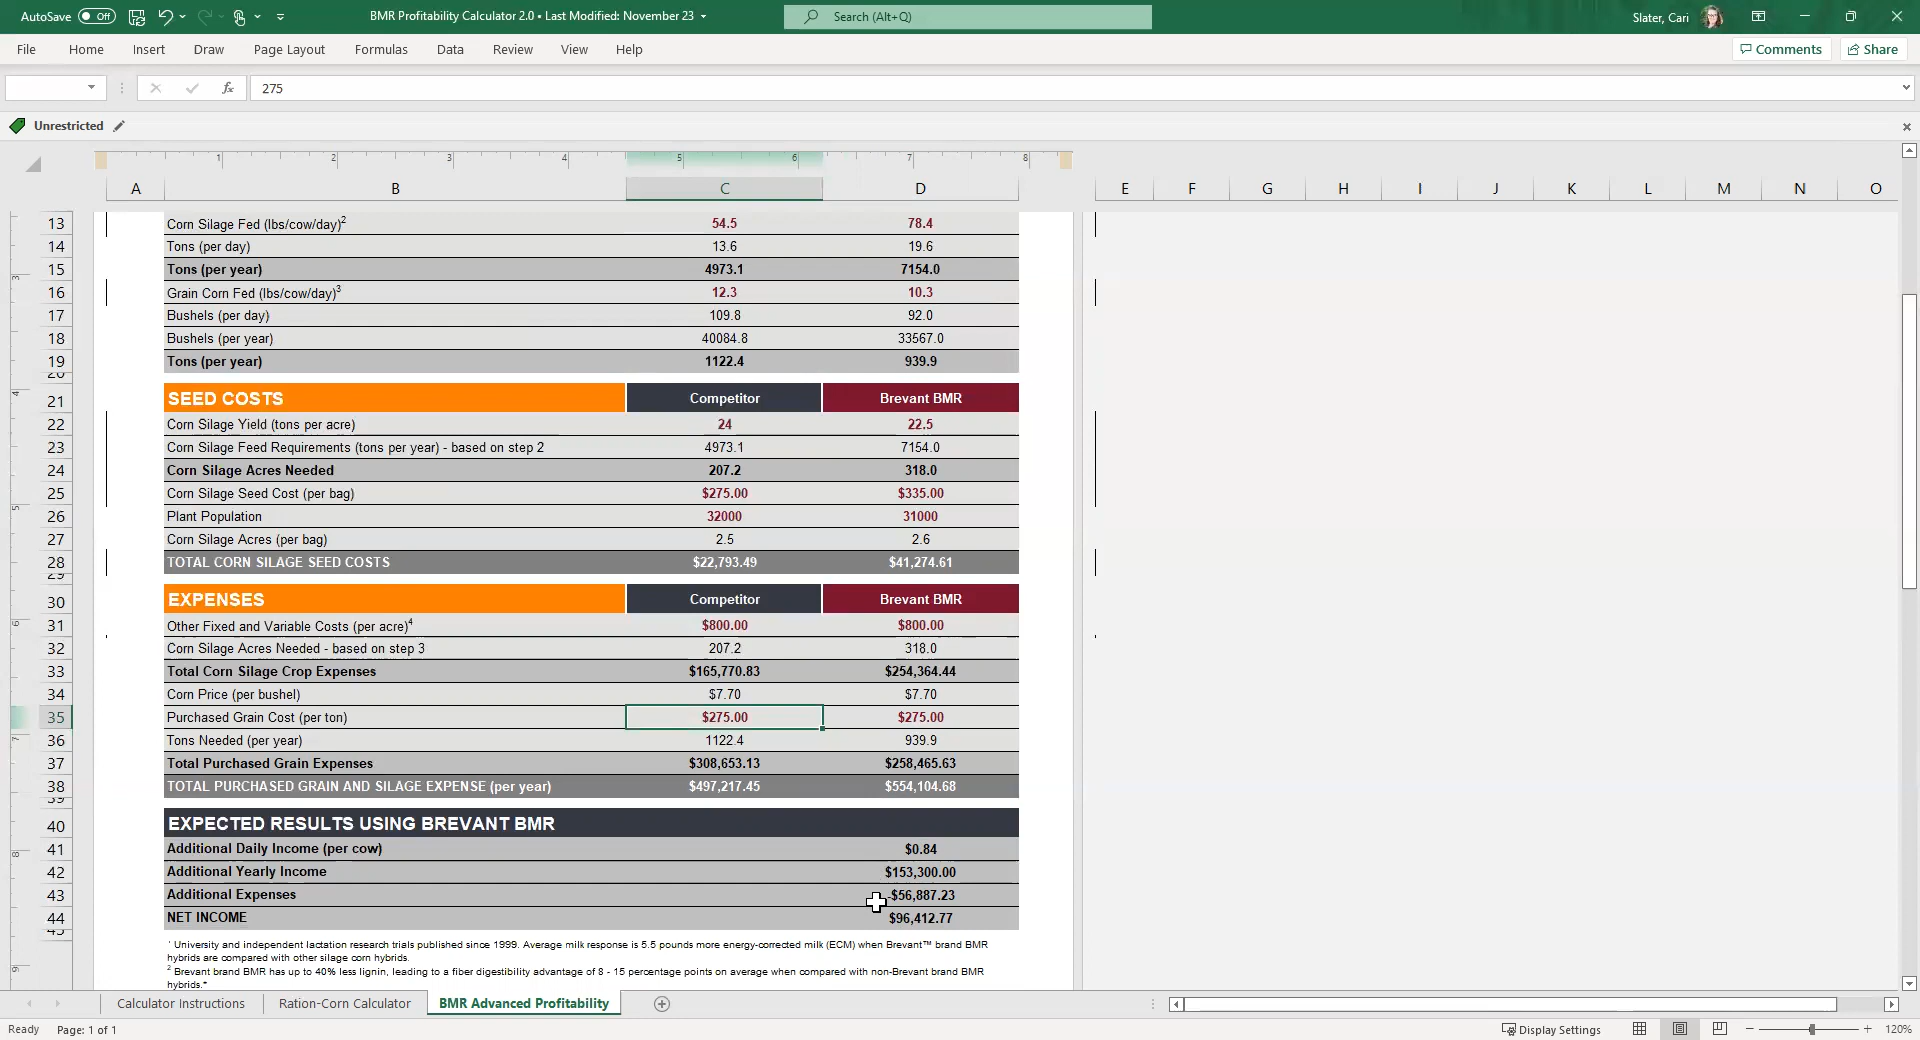 AutoSave Off BMR Profitability Calculator 2.0 • Last Modified: November 23 Search (Alt+Q) Slater, Cari
File Home Insert Draw Page Layout Formulas Data Review View Help Comments Share
fx 275
Unrestricted
1 2 3 4 5 6 7 8
A B C D E F G H I J K L M N O
13 Corn Silage Fed (lbs/cow/day)2 54.5 78.4
14 Tons (per day) 13.6 19.6
15 Tons (per year) 4973.1 7154.0
16 Grain Corn Fed (lbs/cow/day)3 12.3 10.3
17 Bushels (per day) 109.8 92.0
18 Bushels (per year) 40084.8 33567.0
19 Tons (per year) 1122.4 939.9
20
21 SEED COSTS Competitor Brevant BMR
22 Corn Silage Yield (tons per acre) 24 22.5
23 Corn Silage Feed Requirements (tons per year) - based on step 2 4973.1 7154.0
24 Corn Silage Acres Needed 207.2 318.0
25 Corn Silage Seed Cost (per bag) $275.00 $335.00
26 Plant Population 32000 31000
27 Corn Silage Acres (per bag) 2.5 2.6
28 TOTAL CORN SILAGE SEED COSTS $22,793.49 $41,274.61
29
30 EXPENSES Competitor Brevant BMR
31 Other Fixed and Variable Costs (per acre)4 $800.00 $800.00
32 Corn Silage Acres Needed - based on step 3 207.2 318.0
33 Total Corn Silage Crop Expenses $165,770.83 $254,364.44
34 Corn Price (per bushel) $7.70 $7.70
35 Purchased Grain Cost (per ton) $275.00 $275.00
36 Tons Needed (per year) 1122.4 939.9
37 Total Purchased Grain Expenses $308,653.13 $258,465.63
38 TOTAL PURCHASED GRAIN AND SILAGE EXPENSE (per year) $497,217.45 $554,104.68
39
40 EXPECTED RESULTS USING BREVANT BMR
41 Additional Daily Income (per cow) $0.84
42 Additional Yearly Income $153,300.00
43 Additional Expenses -$56,887.23
44 NET INCOME $96,412.77
45
1 University and independent lactation research trials published since 1999. Average milk response is 5.5 pounds more energy-corrected milk (ECM) when Brevant™ brand BMR
hybrids are compared with other silage corn hybrids.
2 Brevant brand BMR has up to 40% less lignin, leading to a fiber digestibility advantage of 8 - 15 percentage points on average when compared with non-Brevant brand BMR
hybrids.*
Calculator Instructions Ration-Corn Calculator BMR Advanced Profitability
Ready Page: 1 of 1 Display Settings 120%